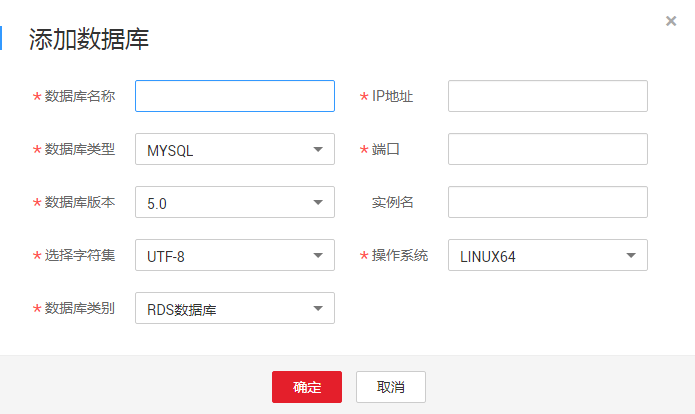 添加数据库
×
* 数据库名称
* IP地址
* 数据库类型 MYSQL
* 端口
* 数据库版本 5.0
实例名
* 选择字符集 UTF-8
* 操作系统 LINUX64
* 数据库类别 RDS数据库
确定 取消